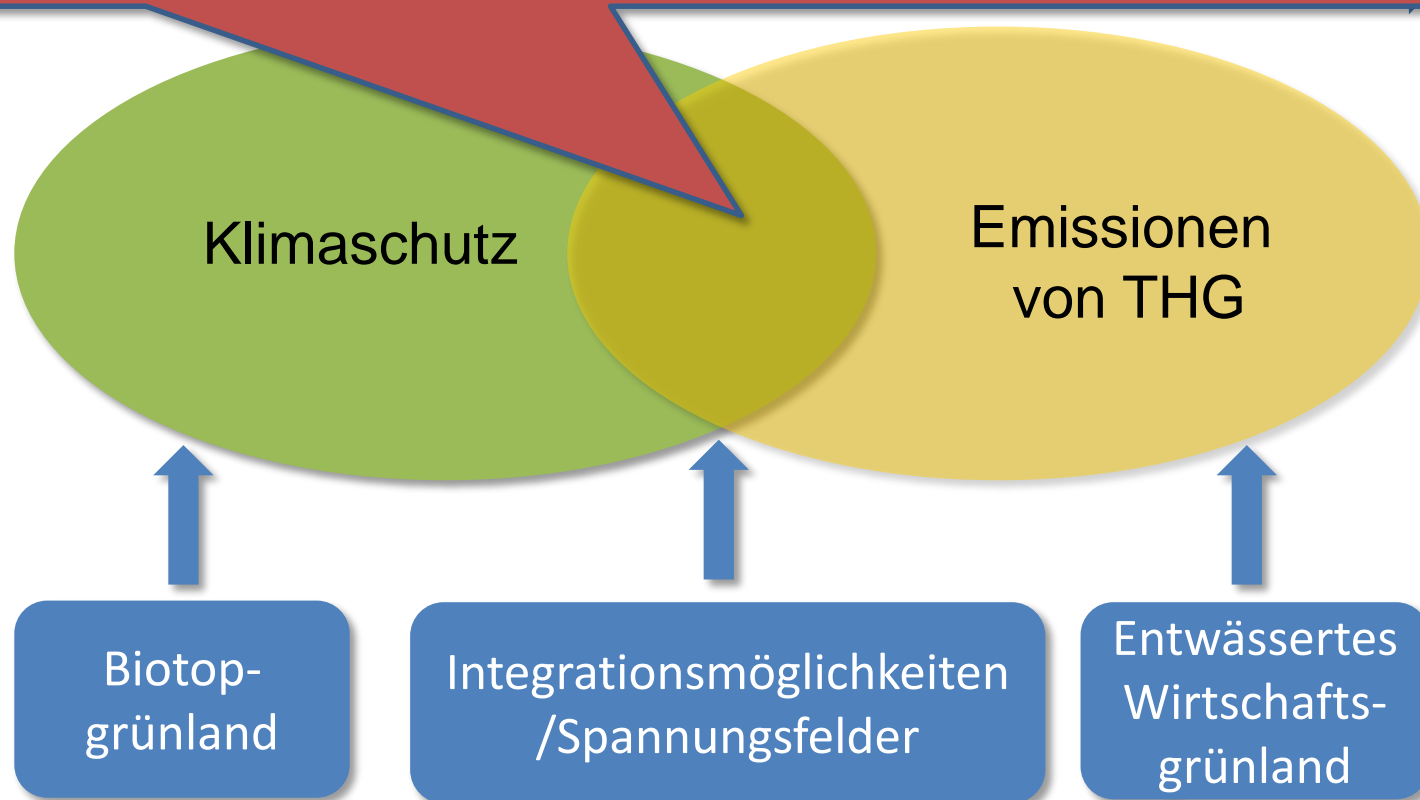 Klimaschutz
Emissionen
von THG
Biotop-
grünland
Integrationsmöglichkeiten
/Spannungsfelder
Entwässertes
Wirtschafts-
grünland